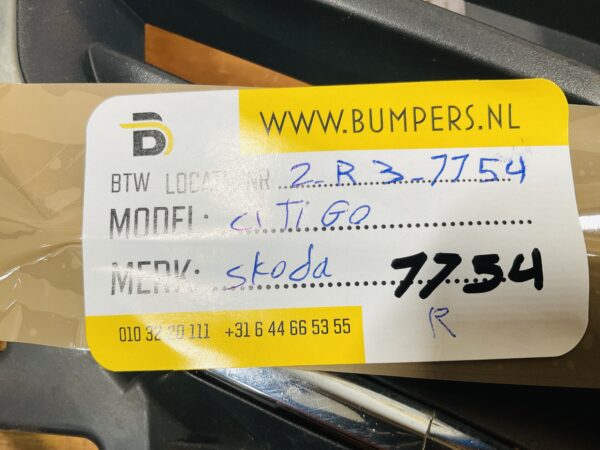 WWW.BUMPERS.NL
B
BTW LOCATIENR 2-R3-7754
MODEL: CITIGO
MERK: skoda 7754
R
010 32 20 111 +31 6 44 66 53 55